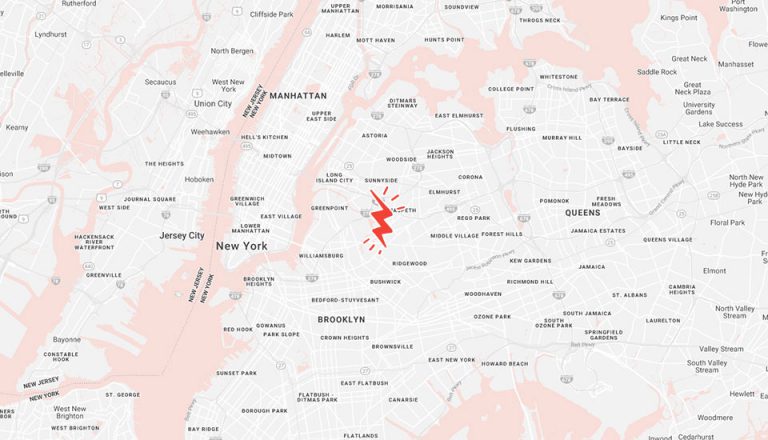 Rutherford
Cliffside Park
UPPER
MANHATTAN
MORRISANIA
SOUNDVIEW
Port
Washington
THROGS NECK
Kings Point
Lyndhurst
HARLEM
MOTT HAVEN
HUNTS POINT
North Bergen
Great Neck
Manhasset
Saddle Rock
WHITESTONE
Secaucus
West New
York
COLLEGE POINT
Great
Neck Plaza
MANHATTAN
NEW JERSEY
NEW YORK
Union City
DITMARS
STEINWAY
BAY TERRACE
University
Gardens
UPPER
EAST SIDE
EAST ELMHURST
Lake Success
Kearny
Weehawken
ASTORIA
FLUSHING
MURRAY HILL
HELL'S KITCHEN
LITTLE NECK
BAYSIDE
MIDTOWN
WOODSIDE
JACKSON
HEIGHTS
THE HEIGHTS
LONG
ISLAND CITY
SUNNYSIDE
CORONA
Hoboken
North New
Hyde Park
New
Hyde Park
ELMHURST
JOURNAL SQUARE
WEST SIDE
GREENWICH
VILLAGE
GREENPOINT
POMONOK
FRESH
MEADOWS
EAST VILLAGE
QUEENS
REGO PARK
Floral Park
LOWER
MANHATTAN
JAMAICA ESTATES
Jersey City
MIDDLE VILLAGE
FOREST HILLS
QUEENS VILLAGE
HACKENSACK
RIVER
WATERFRONT
New York
WILLIAMSBURG
RIDGEWOOD
KEW GARDENS
JAMAICA
Elmont
GREENVILLE
NEW JERSEY
NEW YORK
BROOKLYN
HEIGHTS
BUSHWICK
RICHMOND HILL
CAMBRIA
HEIGHTS
BEDFORD-STUYVESANT
WOODHAVEN
ST. ALBANS
North Valley
Stream
BROOKLYN
OZONE PARK
SOUTH
OZONE PARK
SOUTH JAMAICA
LAURELTON
RED HOOK
GOWANUS
PARK SLOPE
CROWN HEIGHTS
SPRINGFIELD
GARDENS
Bayonne
BROWNSVILLE
Valley Stream
CONSTABLE
HOOK
EAST NEW YORK
HOWARD BEACH
South Valley
Stream
SUNSET PARK
NEW JERSEY
NEW YORK
EAST FLATBUSH
ST. GEORGE
FLATBUSH -
DITMAS PARK
CANARSIE
Hewlett
West New
Brighton
BOROUGH PARK
Woodmere
WEST BRIGHTON
BAY RIDGE
FLATLANDS
Inwood
Cedarhurst